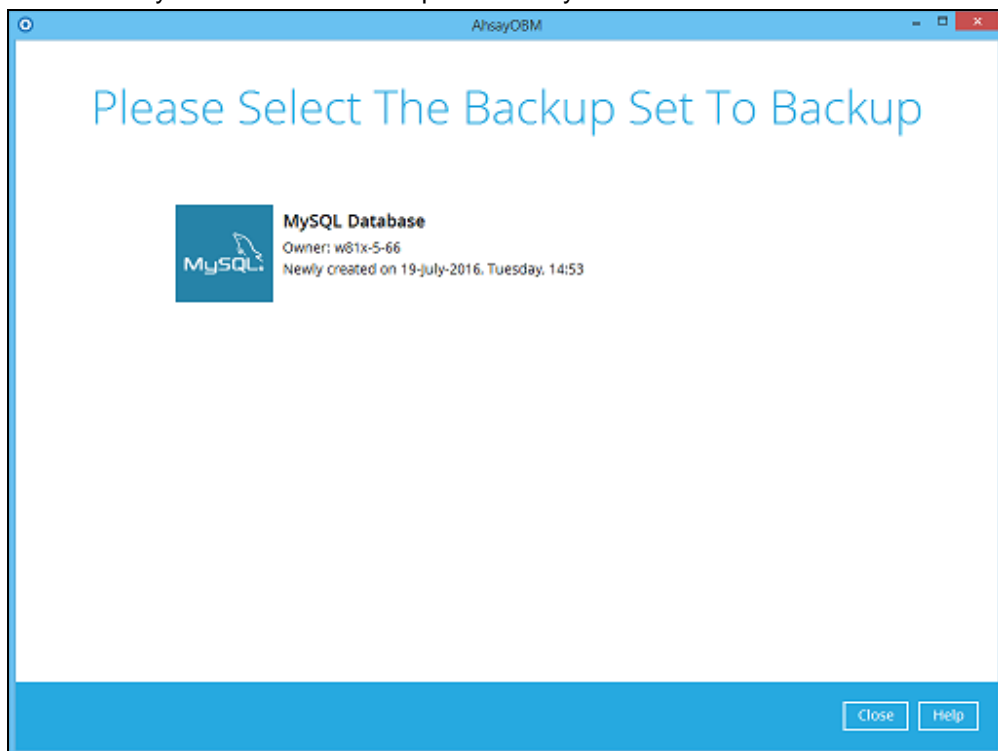 AhsayOBM
Please Select The Backup Set To Backup
MySQL Database
MySQL.
Owner: w81x-5-66
Newly created on 19-July-2016, Tuesday, 14:53
Close Help